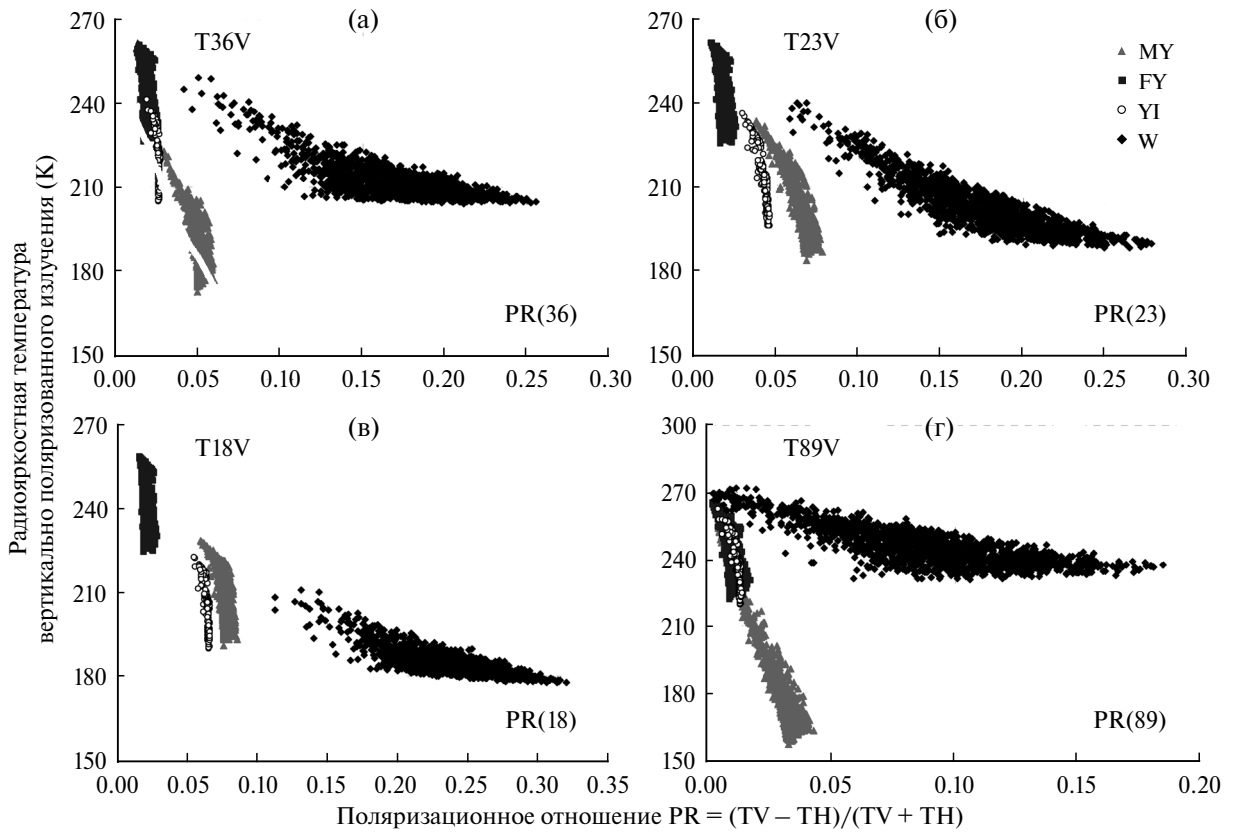 Радиояркостная температура
вертикально поляризованного излучения (K)
270
240
210
180
150
(а)
T36V
PR(36)
0.00 0.05 0.10 0.15 0.20 0.25 0.30
270
240
210
180
150
(б)
T23V
MY
FY
YI
W
PR(23)
0.00 0.05 0.10 0.15 0.20 0.25 0.30
270
240
210
180
150
(в)
T18V
PR(18)
0.00 0.05 0.10 0.15 0.20 0.25 0.30 0.35
300
270
240
210
180
150
(г)
T89V
PR(89)
0.00 0.05 0.10 0.15 0.20
Поляризационное отношение PR = (TV – TH)/(TV + TH)